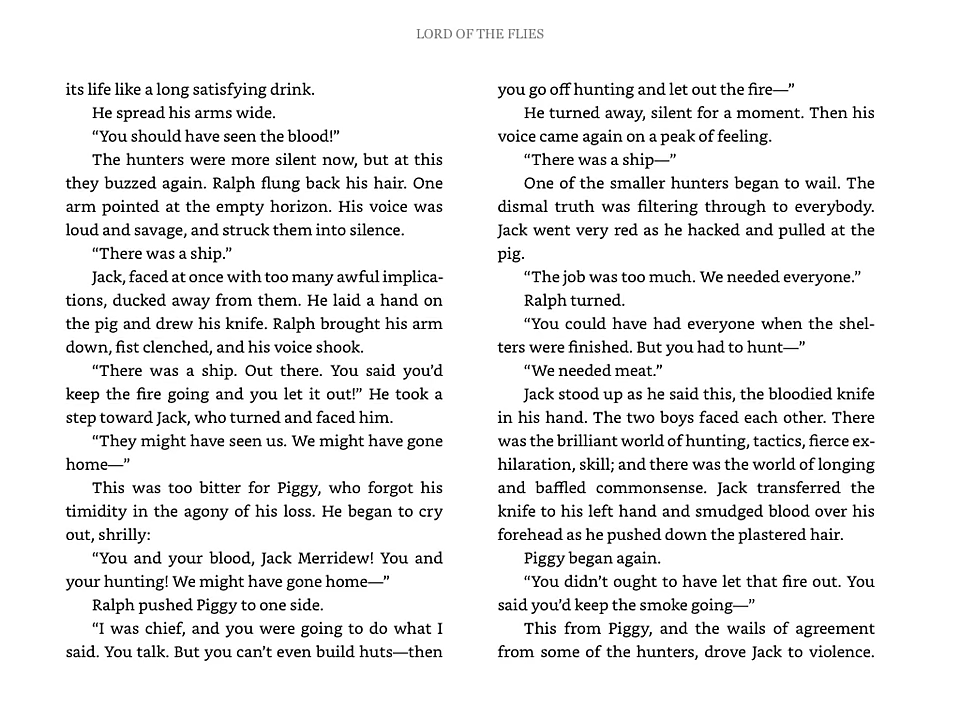 LORD OF THE FLIES
its life like a long satisfying drink.
He spread his arms wide.
“You should have seen the blood!”
The hunters were more silent now, but at this
they buzzed again. Ralph flung back his hair. One
arm pointed at the empty horizon. His voice was
loud and savage, and struck them into silence.
“There was a ship.”
Jack, faced at once with too many awful implica-
tions, ducked away from them. He laid a hand on
the pig and drew his knife. Ralph brought his arm
down, fist clenched, and his voice shook.
“There was a ship. Out there. You said you’d
keep the fire going and you let it out!” He took a
step toward Jack, who turned and faced him.
“They might have seen us. We might have gone
home—”
This was too bitter for Piggy, who forgot his
timidity in the agony of his loss. He began to cry
out, shrilly:
“You and your blood, Jack Merridew! You and
your hunting! We might have gone home—”
Ralph pushed Piggy to one side.
“I was chief, and you were going to do what I
said. You talk. But you can’t even build huts—then
you go off hunting and let out the fire—”
He turned away, silent for a moment. Then his
voice came again on a peak of feeling.
“There was a ship—”
One of the smaller hunters began to wail. The
dismal truth was filtering through to everybody.
Jack went very red as he hacked and pulled at the
pig.
“The job was too much. We needed everyone.”
Ralph turned.
“You could have had everyone when the shel-
ters were finished. But you had to hunt—”
“We needed meat.”
Jack stood up as he said this, the bloodied knife
in his hand. The two boys faced each other. There
was the brilliant world of hunting, tactics, fierce ex-
hilaration, skill; and there was the world of longing
and baffled commonsense. Jack transferred the
knife to his left hand and smudged blood over his
forehead as he pushed down the plastered hair.
Piggy began again.
“You didn’t ought to have let that fire out. You
said you’d keep the smoke going—”
This from Piggy, and the wails of agreement
from some of the hunters, drove Jack to violence.